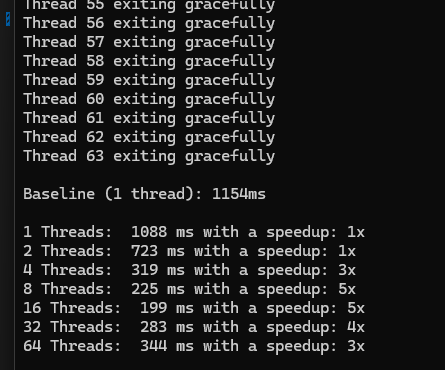 Thread 55 exiting gracefully
Thread 56 exiting gracefully
Thread 57 exiting gracefully
Thread 58 exiting gracefully
Thread 59 exiting gracefully
Thread 60 exiting gracefully
Thread 61 exiting gracefully
Thread 62 exiting gracefully
Thread 63 exiting gracefully
Baseline (1 thread): 1154ms
1 Threads:  1088 ms with a speedup: 1x
2 Threads:  723 ms with a speedup: 1x
4 Threads:  319 ms with a speedup: 3x
8 Threads:  225 ms with a speedup: 5x
16 Threads:  199 ms with a speedup: 5x
32 Threads:  283 ms with a speedup: 4x
64 Threads:  344 ms with a speedup: 3x